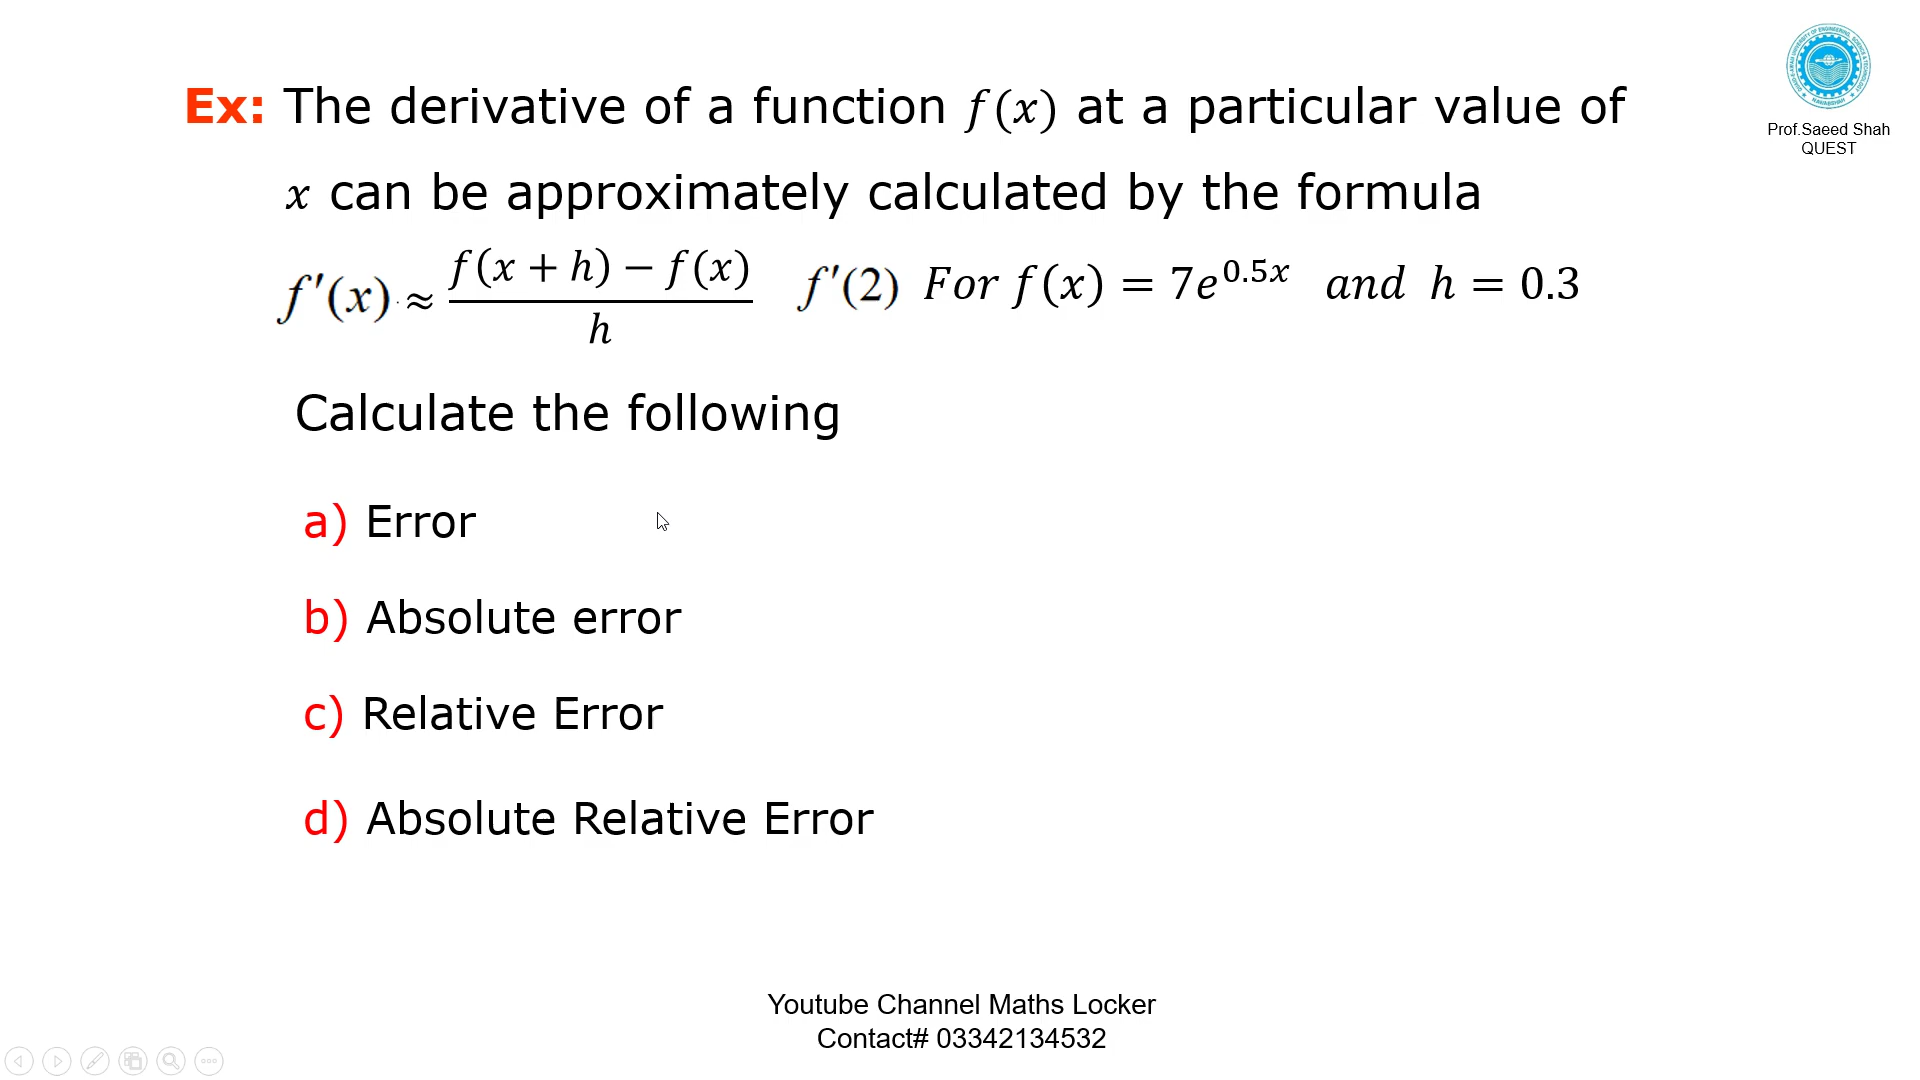 Ex: The derivative of a function f(x) at a particular value of
x can be approximately calculated by the formula
f′(x) ≈ (f(x + h) − f(x))/h f′(2) For f(x) = 7e^0.5x and h = 0.3
Calculate the following
a) Error
b) Absolute error
c) Relative Error
d) Absolute Relative Error
Prof.Saeed Shah
QUEST
Youtube Channel Maths Locker
Contact# 03342134532